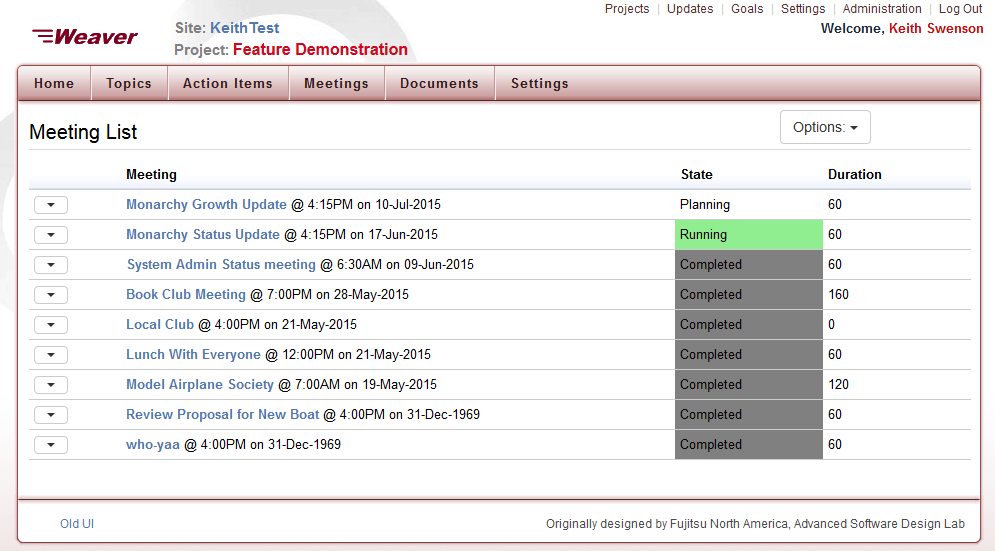 Projects | Updates | Goals | Settings | Administration | Log Out
Weaver
Site: KeithTest
Welcome, Keith Swenson
Project: Feature Demonstration
Home Topics Action Items Meetings Documents Settings
Meeting List
Options:
Meeting State Duration
Monarchy Growth Update @ 4:15PM on 10-Jul-2015 Planning 60
Monarchy Status Update @ 4:15PM on 17-Jun-2015 Running 60
System Admin Status meeting @ 6:30AM on 09-Jun-2015 Completed 60
Book Club Meeting @ 7:00PM on 28-May-2015 Completed 160
Local Club @ 4:00PM on 21-May-2015 Completed 0
Lunch With Everyone @ 12:00PM on 21-May-2015 Completed 60
Model Airplane Society @ 7:00AM on 19-May-2015 Completed 120
Review Proposal for New Boat @ 4:00PM on 31-Dec-1969 Completed 60
who-yaa @ 4:00PM on 31-Dec-1969 Completed 60
Old UI
Originally designed by Fujitsu North America, Advanced Software Design Lab